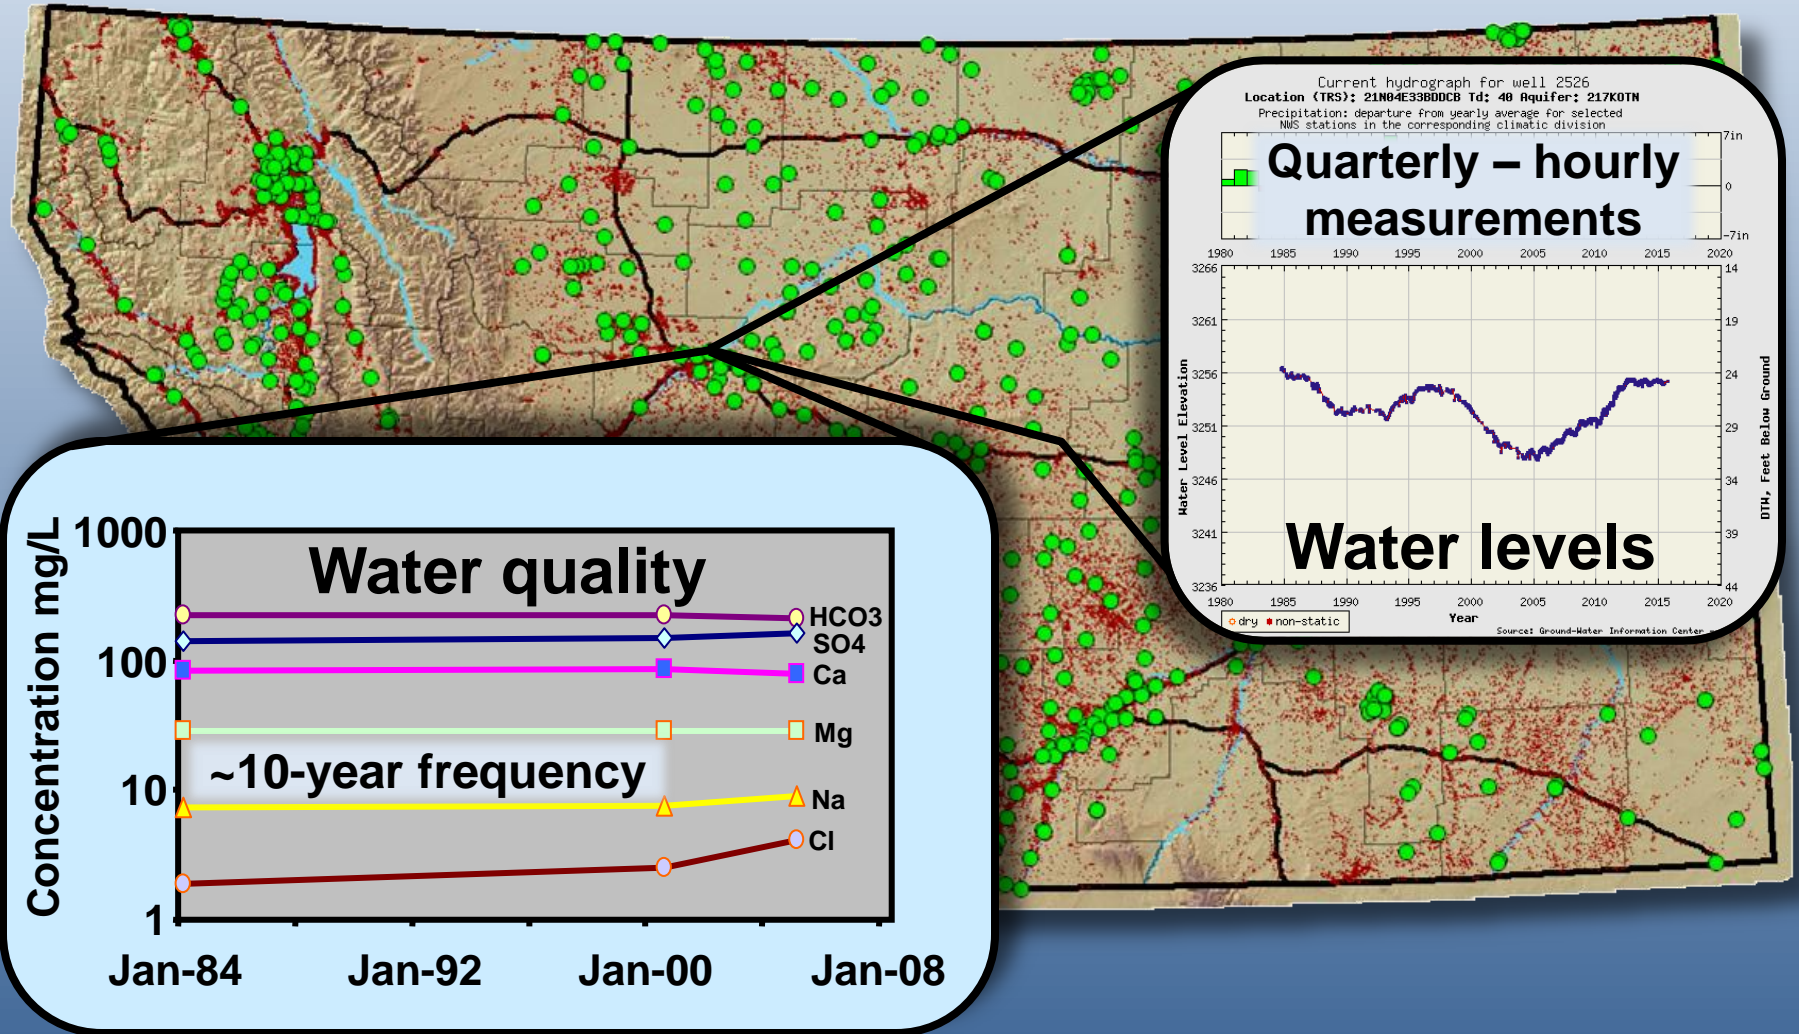 Current hydrograph for well 2526
Location (TRS): 21N04E33BDDCB Td: 40 Aquifer: 217KOTN
Precipitation: departure from yearly average for selected
NWS stations in the corresponding climatic division
7in
0
-7in
Quarterly – hourly
measurements
1980 1985 1990 1995 2000 2005 2010 2015 2020
3266 14
3261 19
3256 24
3251 29
3246 34
3241 39
3236 44
Water Level Elevation
DTW, Feet Below Ground
Water levels
1980 1985 1990 1995 2000 2005 2010 2015 2020
Year
dry non-static
Source: Ground-Water Information Center
Water quality
Concentration mg/L
1000
100
10
1
HCO3
SO4
Ca
Mg
Na
Cl
~10-year frequency
Jan-84 Jan-92 Jan-00 Jan-08